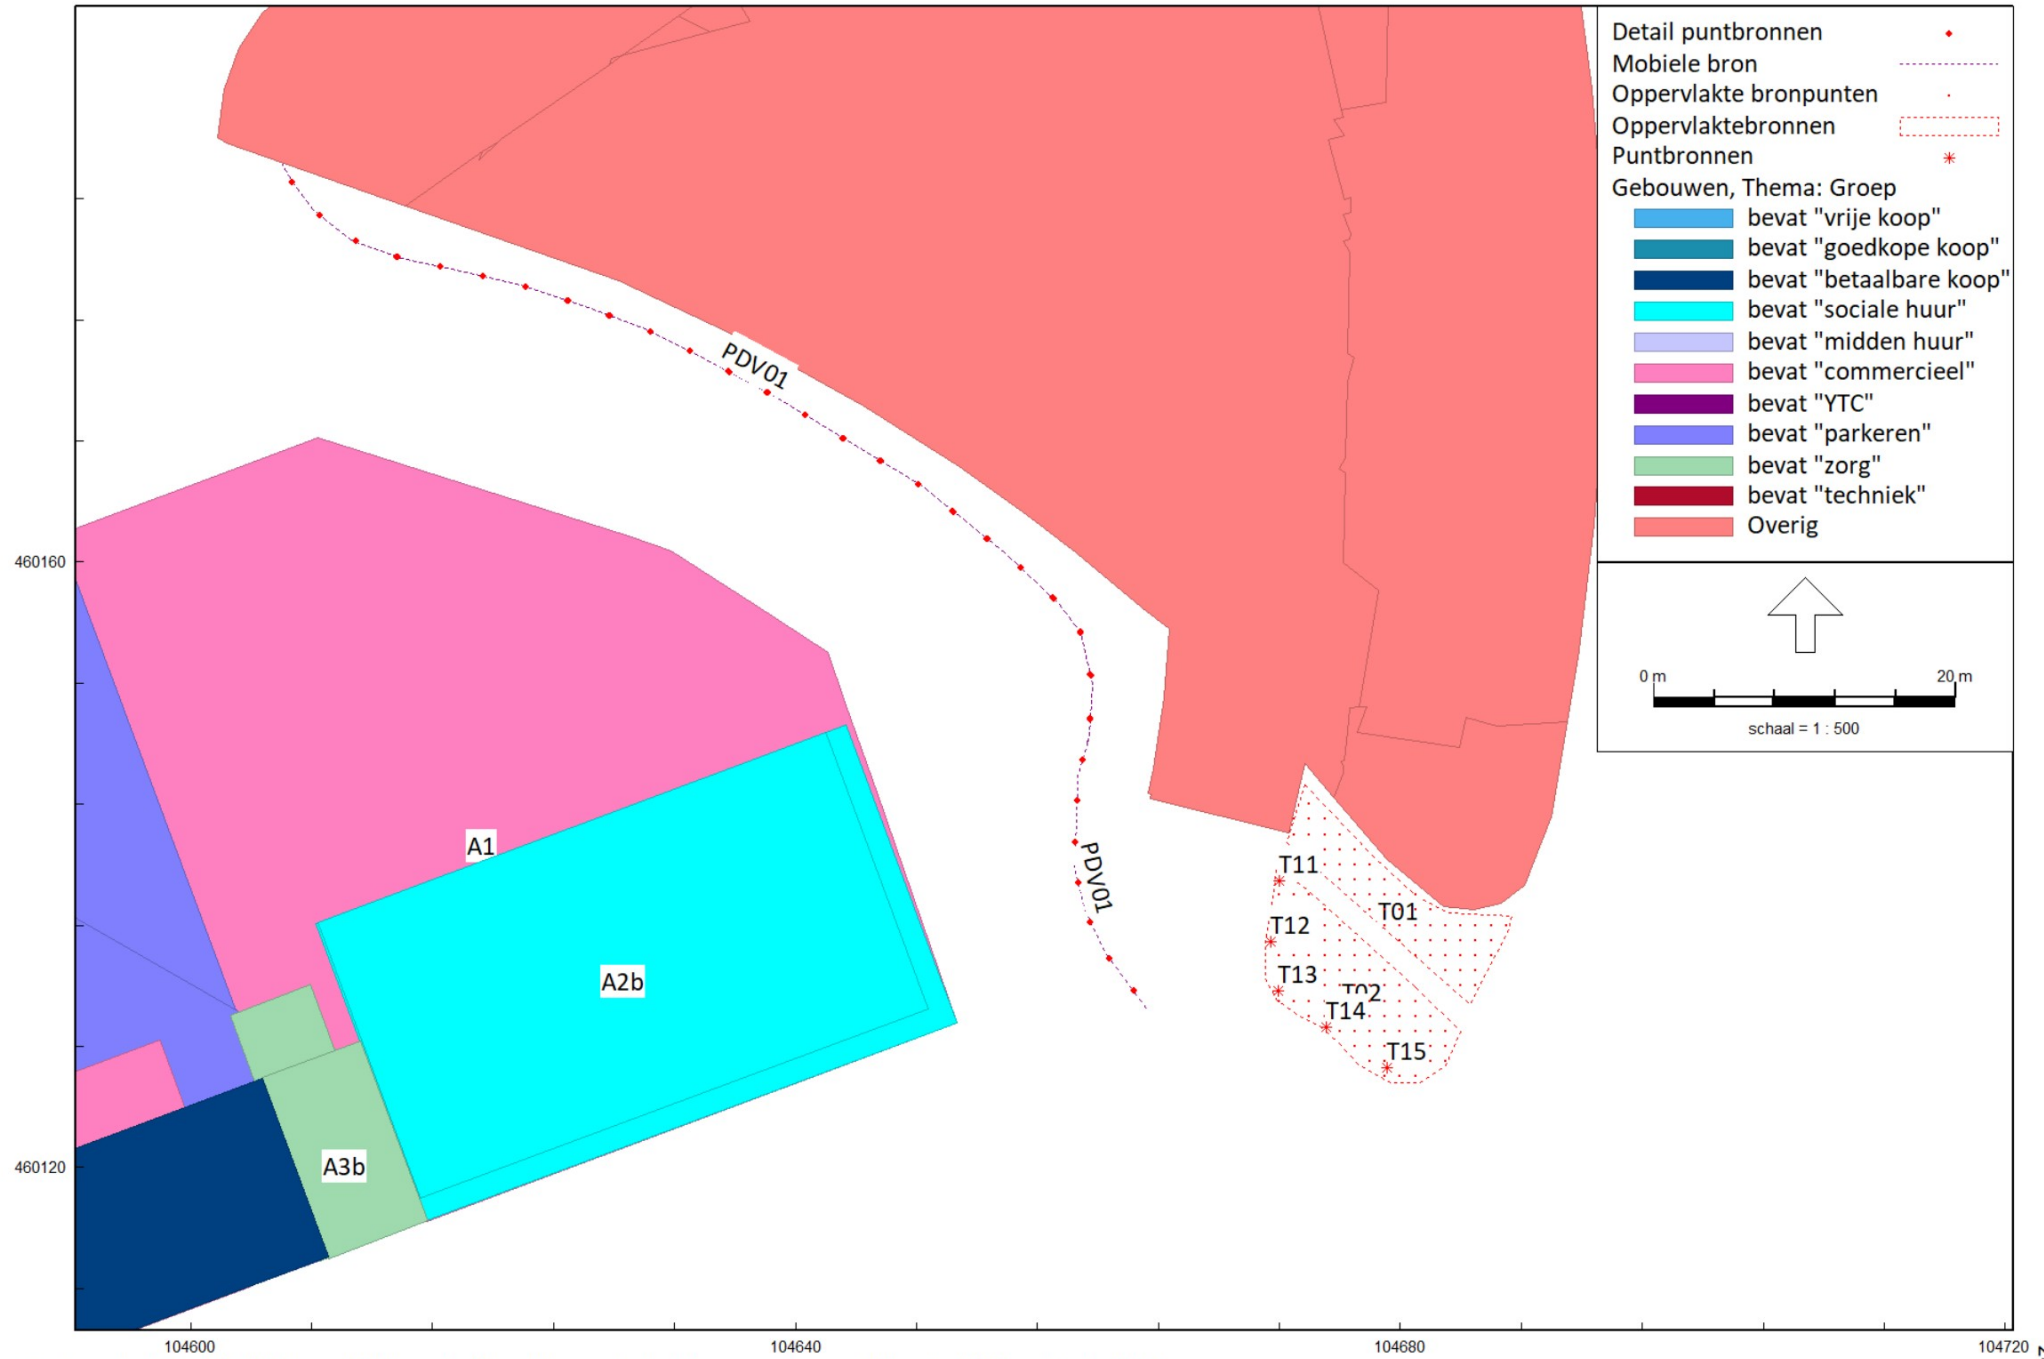 Detail puntbronnen
Mobiele bron
Oppervlakte bronpunten
Oppervlaktebronnen
Puntbronnen
Gebouwen, Thema: Groep
bevat "vrije koop"
bevat "goedkope koop"
bevat "betaalbare koop"
bevat "sociale huur"
bevat "midden huur"
bevat "commercieel"
bevat "YTC"
bevat "parkeren"
bevat "zorg"
bevat "techniek"
Overig
0 m 20 m
schaal = 1 : 500
PDV01
460160
A1
PDV01
T11
T01
T12
T13
A2b
T02
T14
T15
460120
A3b
104600 104640 104680 104720